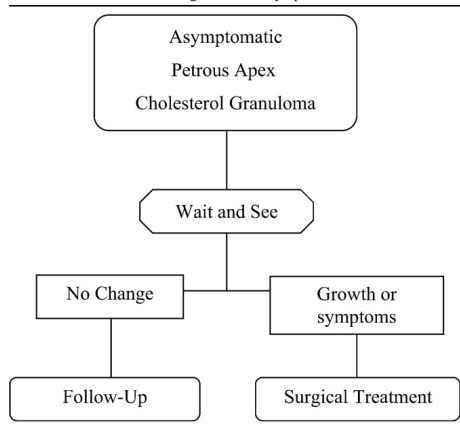 Asymptomatic
Petrous Apex
Cholesterol Granuloma
Wait and See
No Change
Growth or
symptoms
Follow-Up
Surgical Treatment